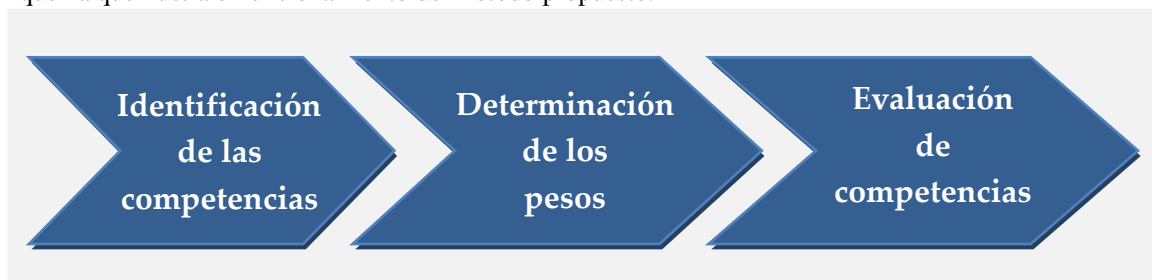 Identificación
de las
competencias
Determinación
de los
pesos
Evaluación
de
competencias